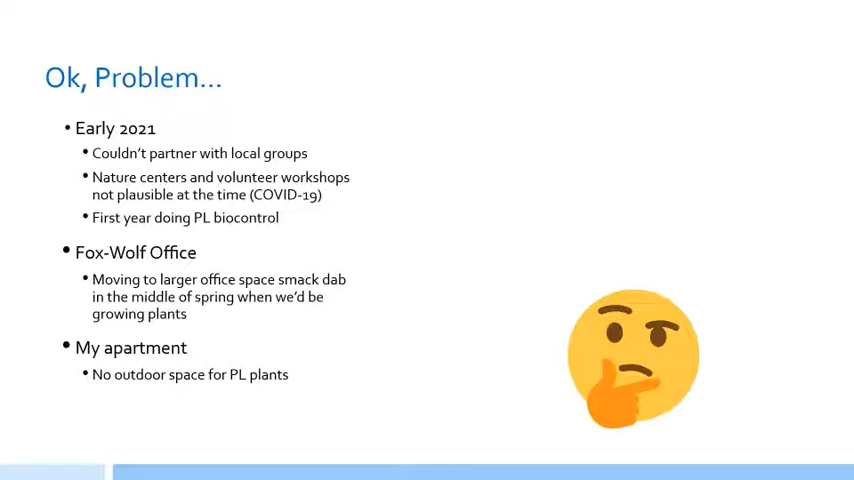 Ok, Problem...
• Early 2021
• Couldn't partner with local groups
• Nature centers and volunteer workshops
not plausible at the time (COVID-19)
• First year doing PL biocontrol
• Fox-Wolf Office
• Moving to larger office space smack dab
in the middle of spring when we'd be
growing plants
• My apartment
• No outdoor space for PL plants